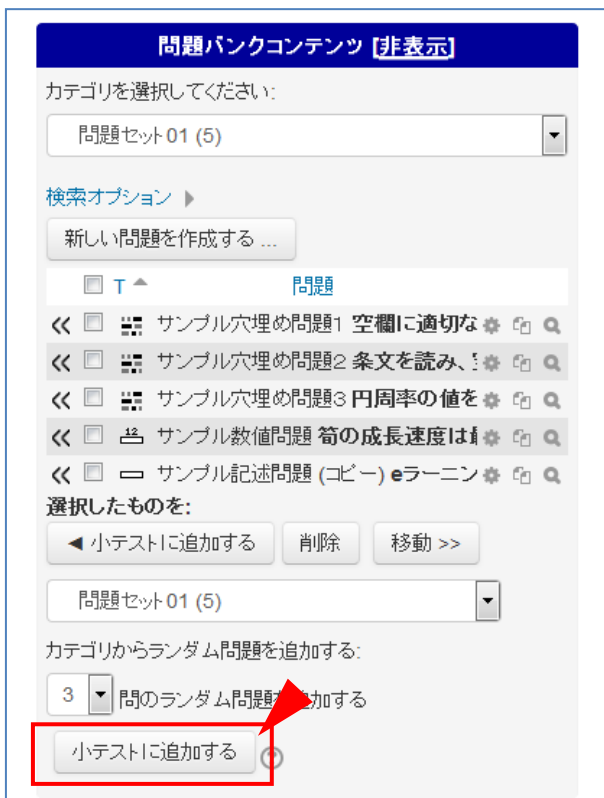 問題バンクコンテンツ [非表示]
カテゴリを選択してください:
問題セット01 (5)
検索オプション
新しい問題を作成する ...
T 問題
サンプル穴埋め問題1 空欄に適切な
サンプル穴埋め問題2 条文を読み、
サンプル穴埋め問題3 円周率の値を
12 サンプル数値問題 筍の成長速度は
サンプル記述問題 (コピー) eラーニン
選択したものを:
◀ 小テストに追加する 削除 移動 >>
問題セット01 (5)
カテゴリからランダム問題を追加する:
3 問のランダム問題を追加する
小テストに追加する